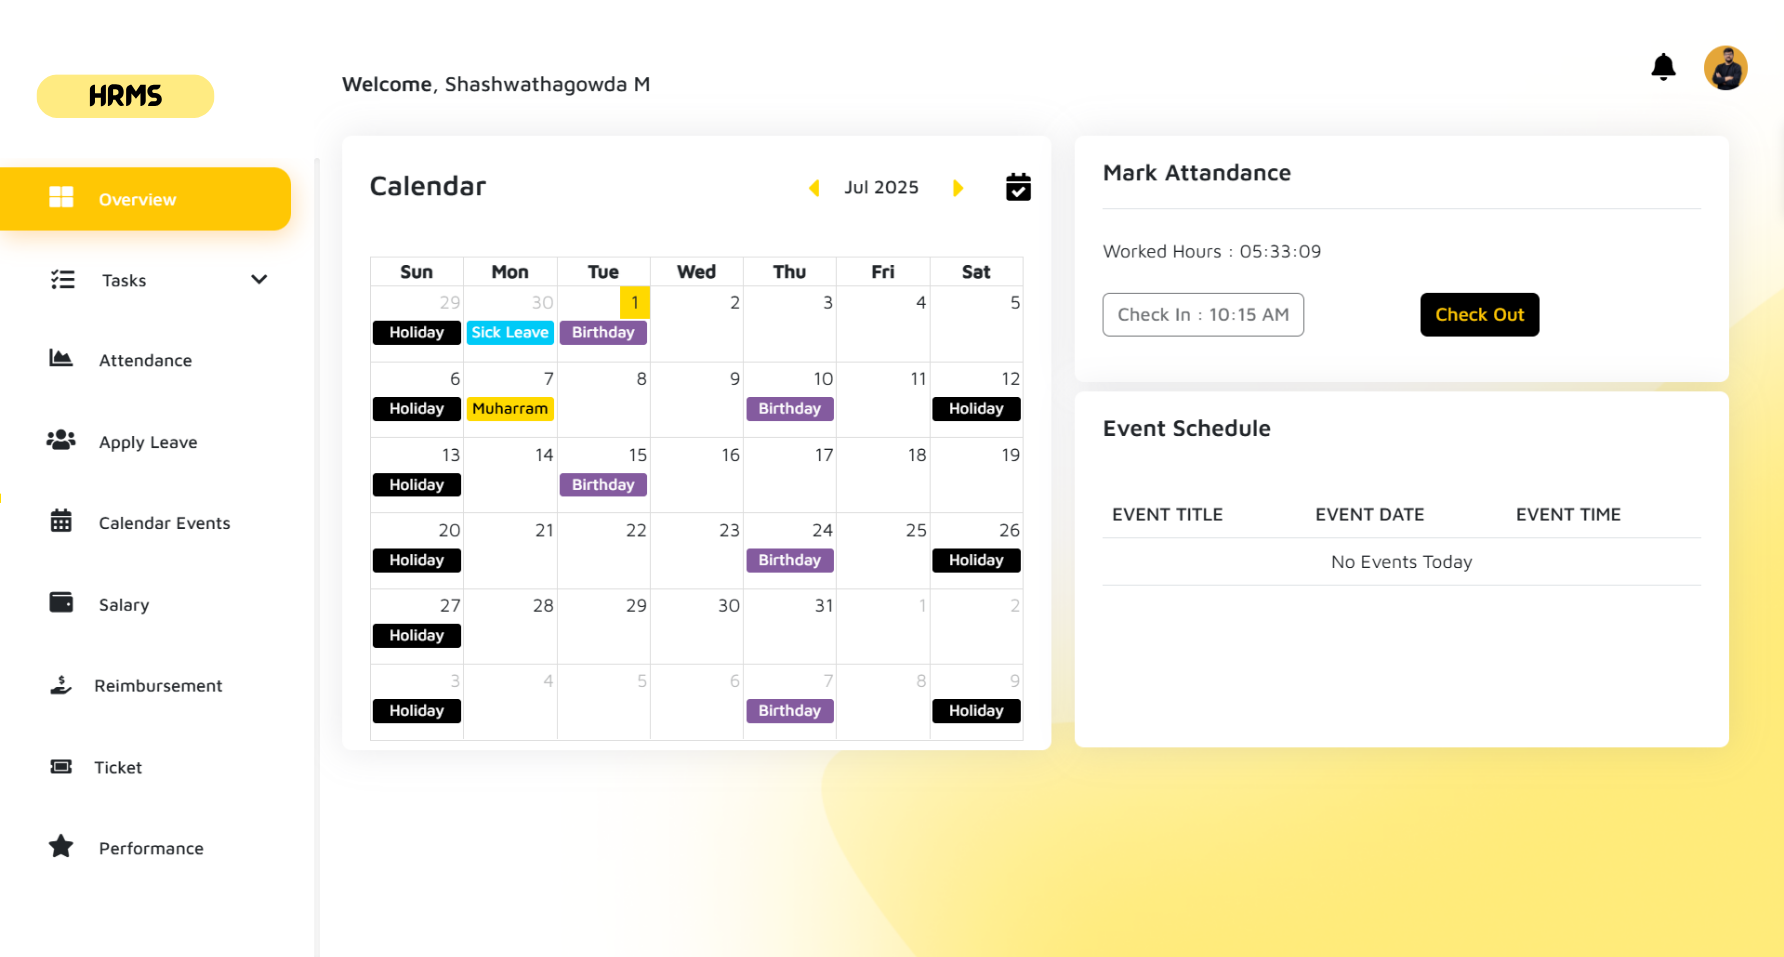 HRMS
Welcome, Shashwathagowda M
Overview
Tasks
Attendance
Apply Leave
Calendar Events
Salary
Reimbursement
Ticket
Performance
Calendar
Jul 2025
Sun Mon Tue Wed Thu Fri Sat
29 30 1 2 3 4 5
Holiday Sick Leave Birthday
6 7 8 9 10 11 12
Holiday Muharram Birthday Holiday
13 14 15 16 17 18 19
Holiday Birthday
20 21 22 23 24 25 26
Holiday Birthday Holiday
27 28 29 30 31 1 2
Holiday
3 4 5 6 7 8 9
Holiday Birthday Holiday
Mark Attandance
Worked Hours : 05:33:09
Check In : 10:15 AM Check Out
Event Schedule
EVENT TITLE EVENT DATE EVENT TIME
No Events Today